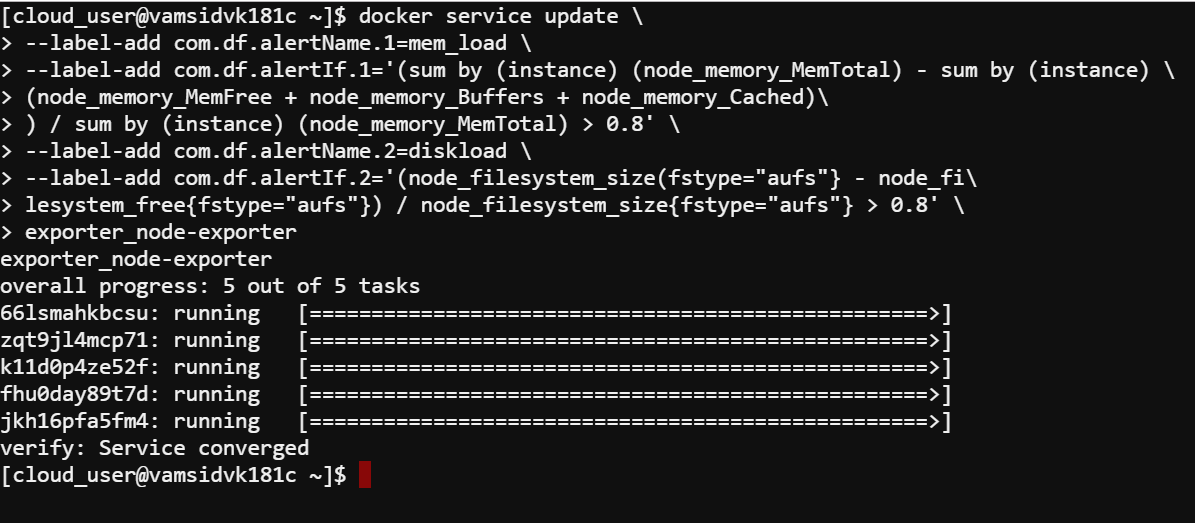 [cloud_user@vamsidvk181c ~]$ docker service update \
> --label-add com.df.alertName.1=mem_load \
> --label-add com.df.alertIf.1='(sum by (instance) (node_memory_MemTotal) - sum by (instance) \
> (node_memory_MemFree + node_memory_Buffers + node_memory_Cached)\
> ) / sum by (instance) (node_memory_MemTotal) > 0.8' \
> --label-add com.df.alertName.2=diskload \
> --label-add com.df.alertIf.2='(node_filesystem_size(fstype="aufs"} - node_fi\
> lesystem_free{fstype="aufs"}) / node_filesystem_size{fstype="aufs"} > 0.8' \
> exporter_node-exporter
exporter_node-exporter
overall progress: 5 out of 5 tasks
66lsmahkbcsu: running   [==================================================>]
zqt9jl4mcp71: running   [==================================================>]
k11d0p4ze52f: running   [==================================================>]
fhu0day89t7d: running   [==================================================>]
jkh16pfa5fm4: running   [==================================================>]
verify: Service converged
[cloud_user@vamsidvk181c ~]$